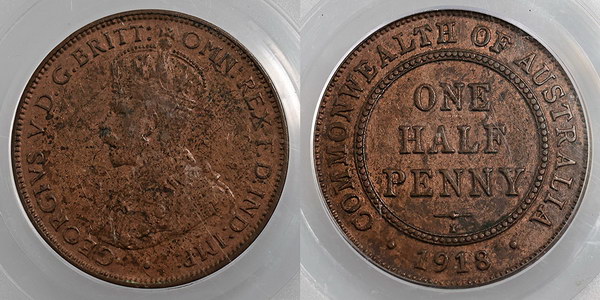 GEORGIVS V D.G. BRITT: OMN: REX F.D. IND: IMP:
COMMONWEALTH OF AUSTRALIA
ONE
HALF
PENNY
I
· 1918 ·